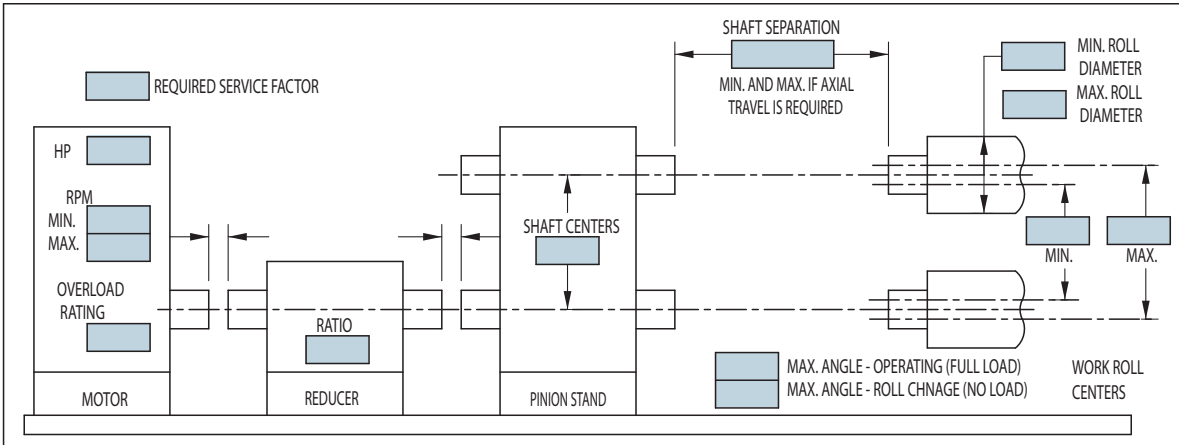 SHAFT SEPARATION
MIN. AND MAX. IF AXIAL
TRAVEL IS REQUIRED
MIN. ROLL
DIAMETER
MAX. ROLL
DIAMETER
REQUIRED SERVICE FACTOR
HP
RPM
MIN.
MAX.
OVERLOAD
RATING
MOTOR
RATIO
REDUCER
SHAFT CENTERS
PINION STAND
MIN.
MAX.
MAX. ANGLE - OPERATING (FULL LOAD)
MAX. ANGLE - ROLL CHNAGE (NO LOAD)
WORK ROLL
CENTERS